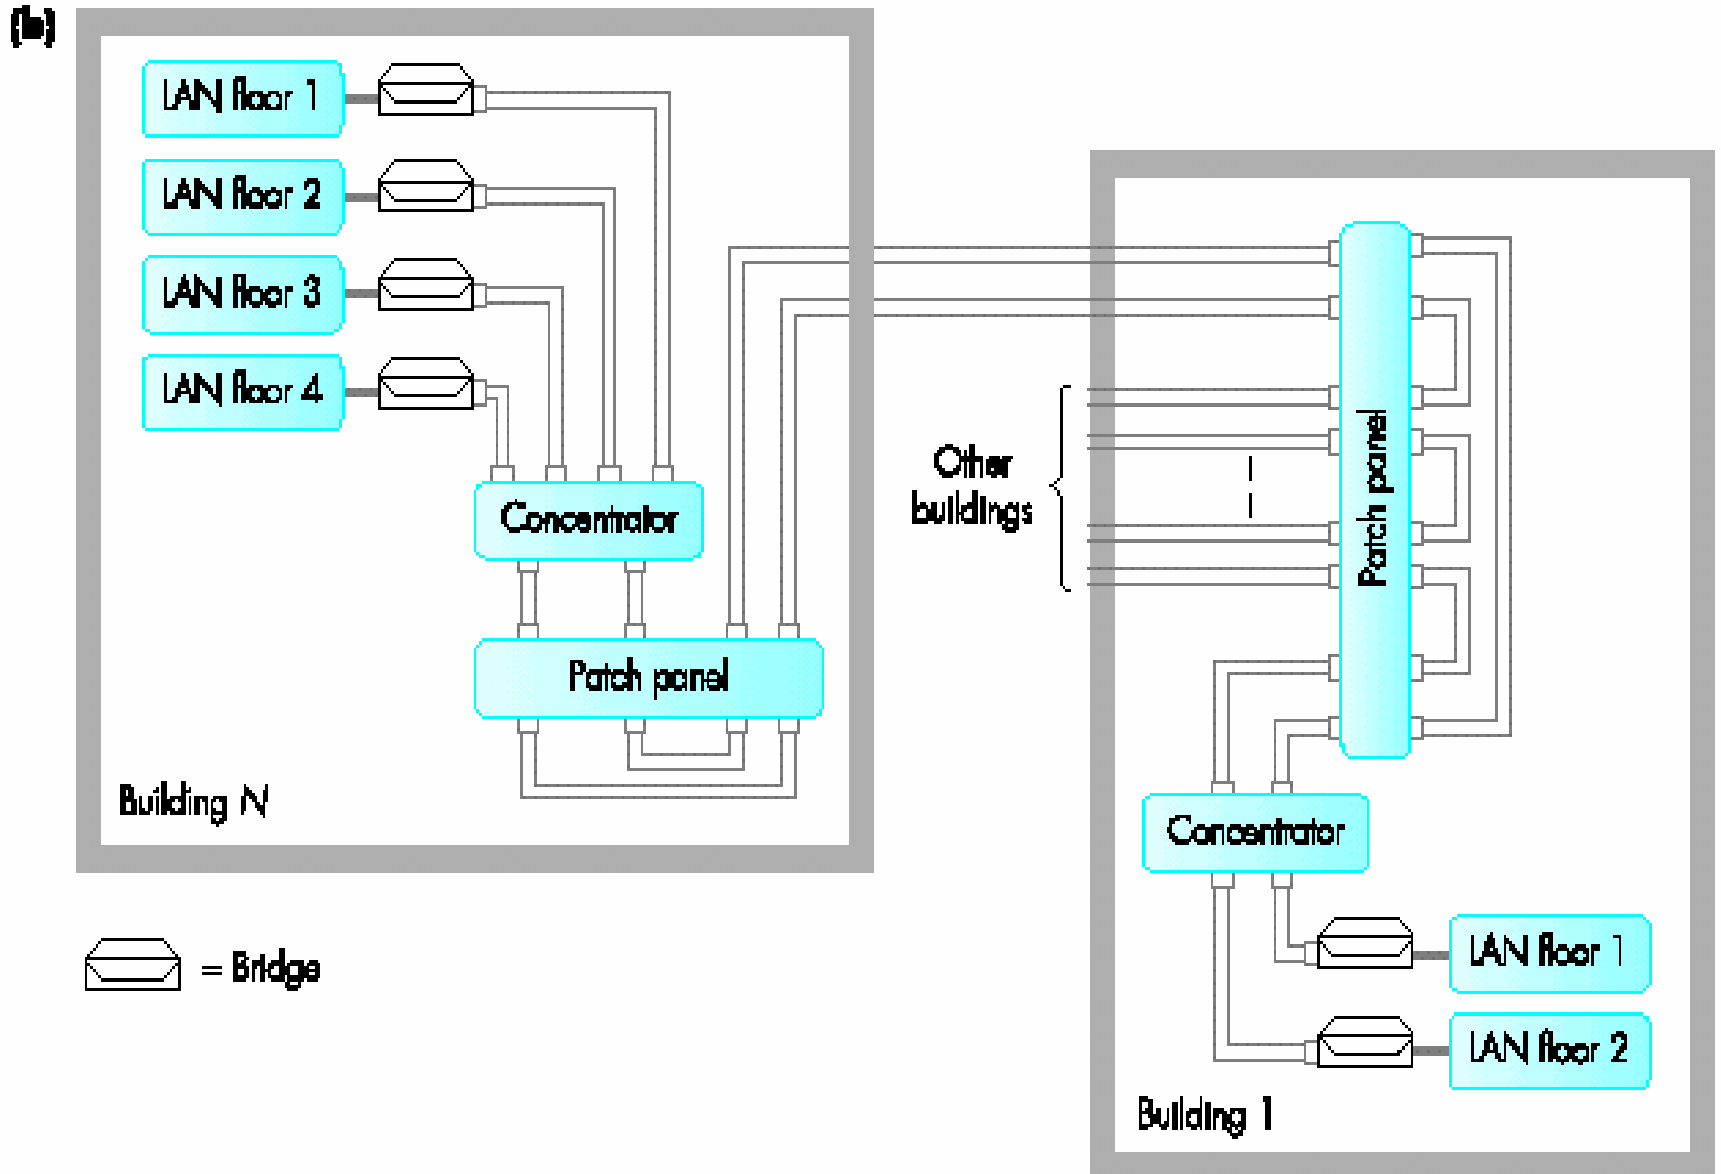 (b)
LAN floor 1
LAN floor 2
LAN floor 3
LAN floor 4
Concentrator
Patch panel
Building N
= Bridge
Other
buildings
Patch panel
Concentrator
LAN floor 1
LAN floor 2
Building 1